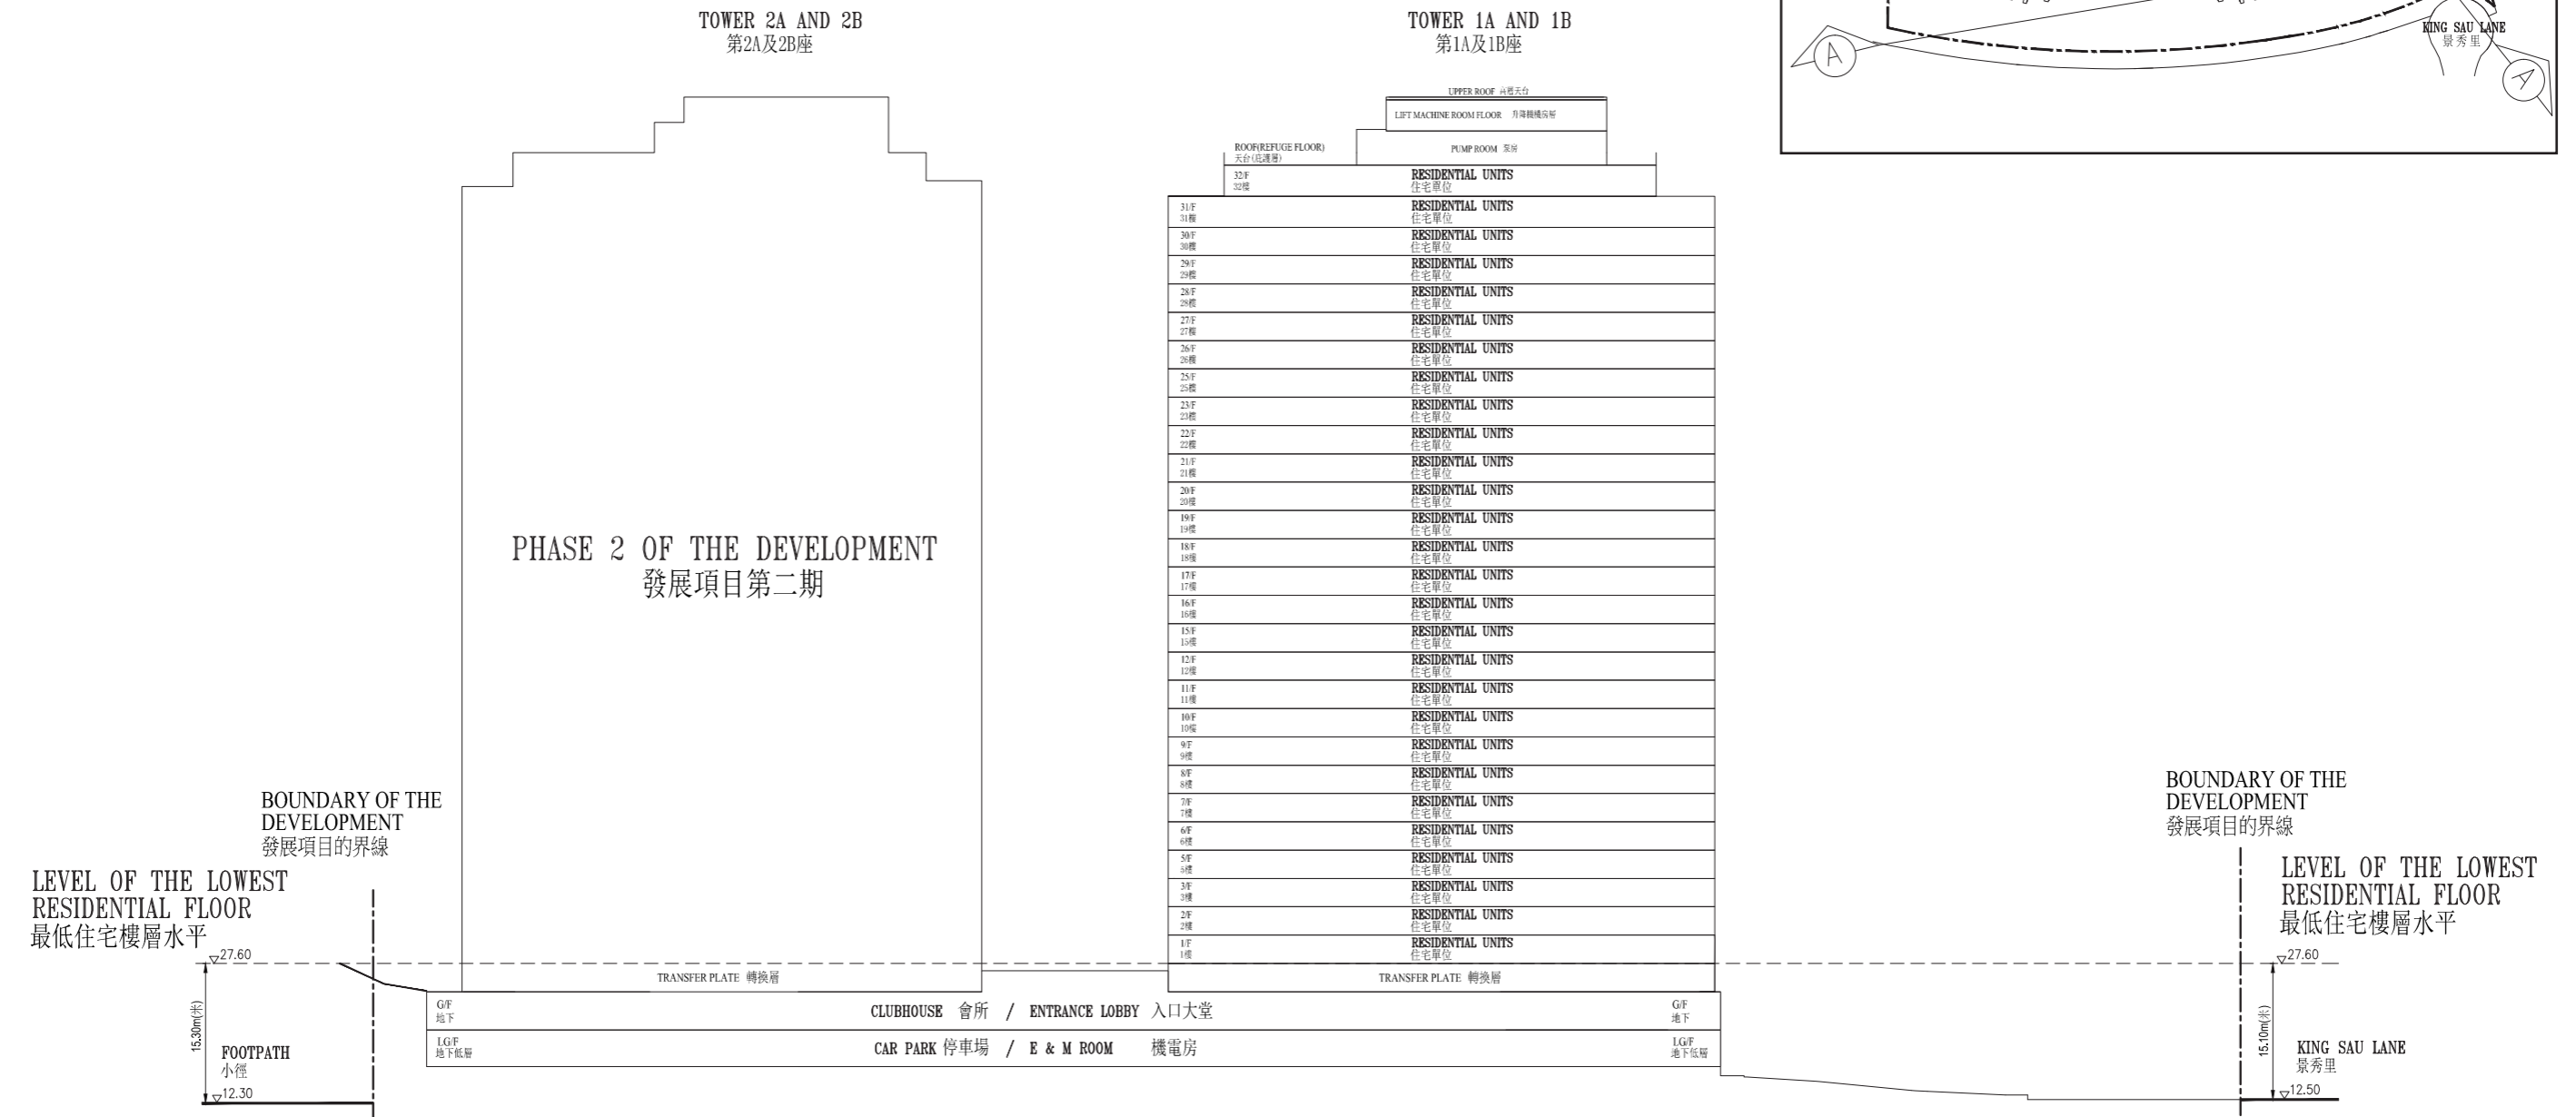 TOWER 2A AND 2B
第2A及2B座
TOWER 1A AND 1B
第1A及1B座
KING SAU LANE
景秀里
A
A
UPPER ROOF 高層天台
LIFT MACHINE ROOM FLOOR 升降機機房層
ROOF(REFUGE FLOOR)
天台(庇護層)
PUMP ROOM 泵房
32/F RESIDENTIAL UNITS
32樓 住宅單位
31/F RESIDENTIAL UNITS
31樓 住宅單位
30/F RESIDENTIAL UNITS
30樓 住宅單位
29/F RESIDENTIAL UNITS
29樓 住宅單位
28/F RESIDENTIAL UNITS
28樓 住宅單位
27/F RESIDENTIAL UNITS
27樓 住宅單位
26/F RESIDENTIAL UNITS
26樓 住宅單位
25/F RESIDENTIAL UNITS
25樓 住宅單位
23/F RESIDENTIAL UNITS
23樓 住宅單位
22/F RESIDENTIAL UNITS
22樓 住宅單位
21/F RESIDENTIAL UNITS
21樓 住宅單位
20/F RESIDENTIAL UNITS
20樓 住宅單位
19/F RESIDENTIAL UNITS
19樓 住宅單位
18/F RESIDENTIAL UNITS
18樓 住宅單位
17/F RESIDENTIAL UNITS
17樓 住宅單位
16/F RESIDENTIAL UNITS
16樓 住宅單位
15/F RESIDENTIAL UNITS
15樓 住宅單位
12/F RESIDENTIAL UNITS
12樓 住宅單位
11/F RESIDENTIAL UNITS
11樓 住宅單位
10/F RESIDENTIAL UNITS
10樓 住宅單位
9/F RESIDENTIAL UNITS
9樓 住宅單位
8/F RESIDENTIAL UNITS
8樓 住宅單位
7/F RESIDENTIAL UNITS
7樓 住宅單位
6/F RESIDENTIAL UNITS
6樓 住宅單位
5/F RESIDENTIAL UNITS
5樓 住宅單位
3/F RESIDENTIAL UNITS
3樓 住宅單位
2/F RESIDENTIAL UNITS
2樓 住宅單位
1/F RESIDENTIAL UNITS
1樓 住宅單位
PHASE 2 OF THE DEVELOPMENT
發展項目第二期
BOUNDARY OF THE
DEVELOPMENT
發展項目的界線
LEVEL OF THE LOWEST
RESIDENTIAL FLOOR
最低住宅樓層水平
27.60
15.30m(米)
FOOTPATH
小徑
12.30
TRANSFER PLATE 轉換層
TRANSFER PLATE 轉換層
G/F
地下
CLUBHOUSE 會所 / ENTRANCE LOBBY 入口大堂
G/F
地下
LG/F
地下低層
CAR PARK 停車場 / E & M ROOM 機電房
LG/F
地下低層
BOUNDARY OF THE
DEVELOPMENT
發展項目的界線
LEVEL OF THE LOWEST
RESIDENTIAL FLOOR
最低住宅樓層水平
27.60
15.10m(米)
KING SAU LANE
景秀里
12.50